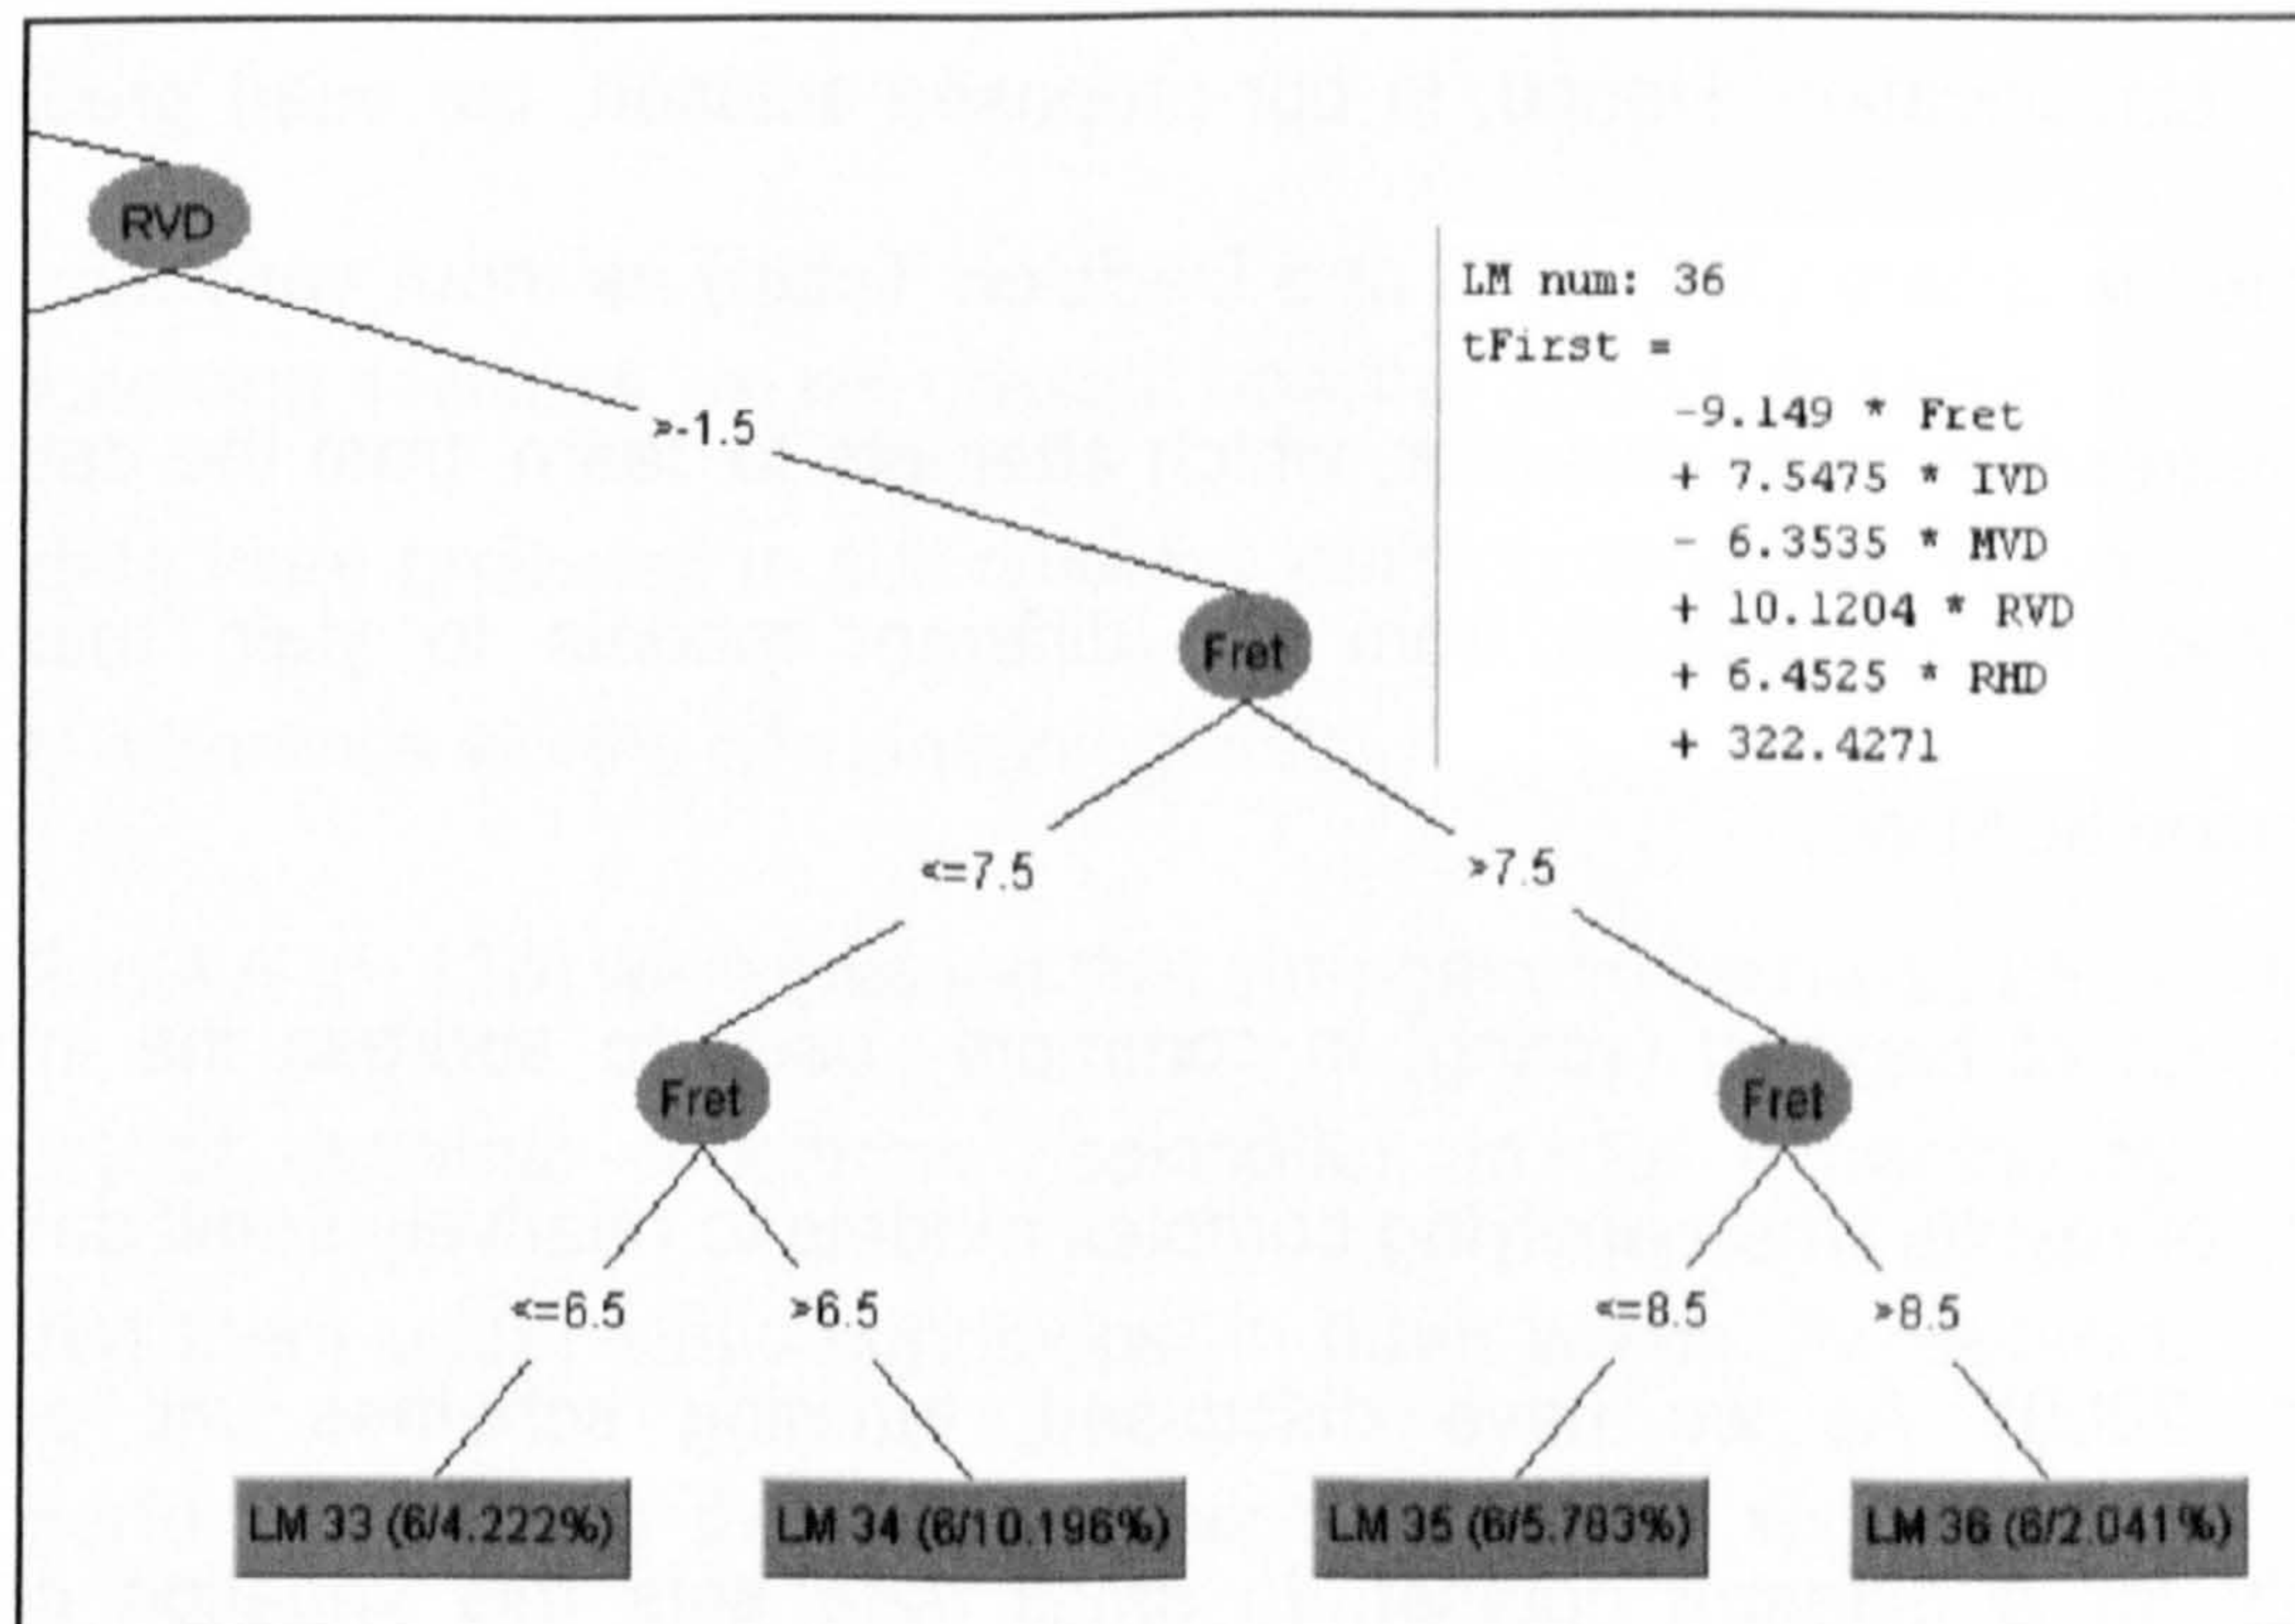 RVD
>-1.5
LM num: 36
tFirst =
-9.149 * Fret
+ 7.5475 * IVD
- 6.3535 * MVD
+ 10.1204 * RVD
+ 6.4525 * RHD
+ 322.4271
Fret
<=7.5
>7.5
Fret
Fret
<=6.5
>6.5
<=8.5
>8.5
LM 33 (6/4.222%)
LM 34 (6/10.196%)
LM 35 (6/5.783%)
LM 36 (6/2.041%)